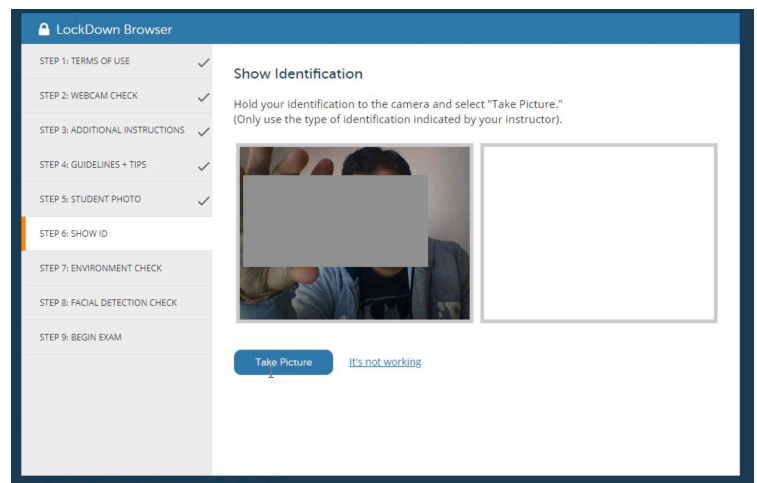 LockDown Browser
STEP 1: TERMS OF USE
STEP 2: WEBCAM CHECK
STEP 3: ADDITIONAL INSTRUCTIONS
STEP 4: GUIDELINES + TIPS
STEP 5: STUDENT PHOTO
STEP 6: SHOW ID
STEP 7: ENVIRONMENT CHECK
STEP 8: FACIAL DETECTION CHECK
STEP 9: BEGIN EXAM
Show Identification
Hold your identification to the camera and select "Take Picture."
(Only use the type of identification indicated by your instructor).
Take Picture
It's not working